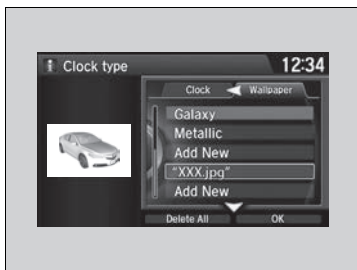 Clock type
12:34
Clock
Wallpaper
Galaxy
Metallic
Add New
"XXX.jpg"
Add New
Delete All
OK